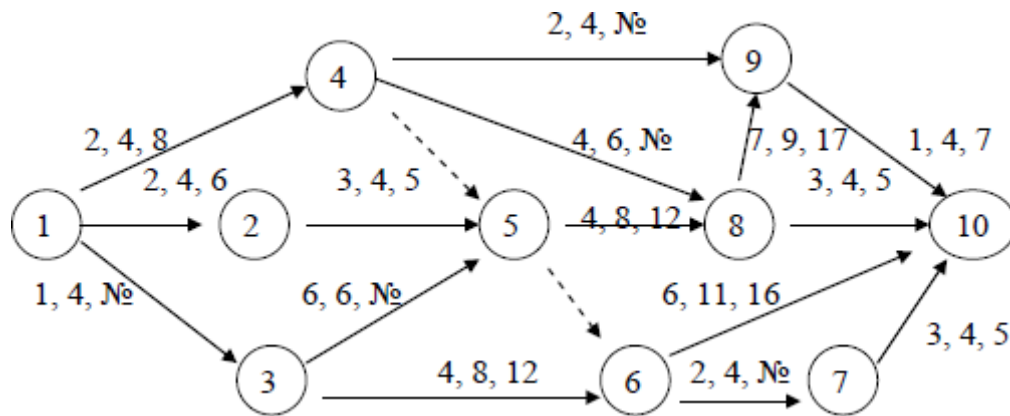 2, 4, №
4
9
2, 4, 8
4, 6, №
7, 9, 17
1, 4, 7
2, 4, 6
3, 4, 5
3, 4, 5
1
2
5
4, 8, 12
8
10
1, 4, №
6, 6, №
6, 11, 16
3, 4, 5
3
4, 8, 12
6
2, 4, №
7